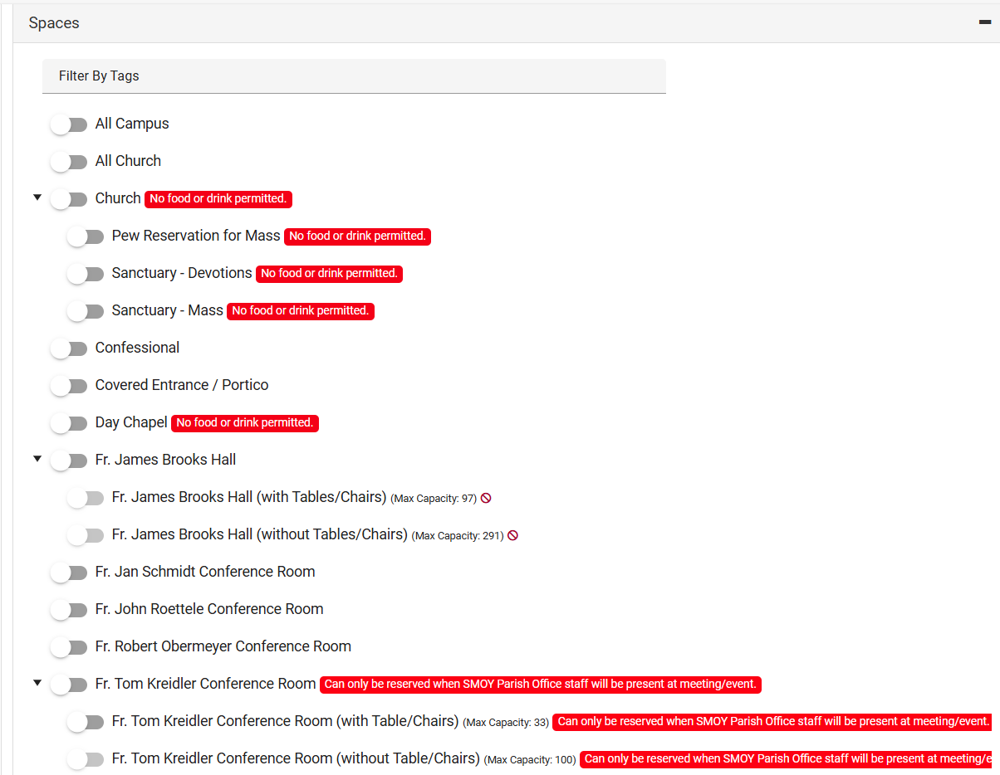 Spaces
Filter By Tags
All Campus
All Church
Church No food or drink permitted.
Pew Reservation for Mass No food or drink permitted.
Sanctuary - Devotions No food or drink permitted.
Sanctuary - Mass No food or drink permitted.
Confessional
Covered Entrance / Portico
Day Chapel No food or drink permitted.
Fr. James Brooks Hall
Fr. James Brooks Hall (with Tables/Chairs) (Max Capacity: 97)
Fr. James Brooks Hall (without Tables/Chairs) (Max Capacity: 291)
Fr. Jan Schmidt Conference Room
Fr. John Roettele Conference Room
Fr. Robert Obermeyer Conference Room
Fr. Tom Kreidler Conference Room Can only be reserved when SMOY Parish Office staff will be present at meeting/event.
Fr. Tom Kreidler Conference Room (with Table/Chairs) (Max Capacity: 33) Can only be reserved when SMOY Parish Office staff will be present at meeting/event.
Fr. Tom Kreidler Conference Room (without Table/Chairs) (Max Capacity: 100) Can only be reserved when SMOY Parish Office staff will be present at meeting/e